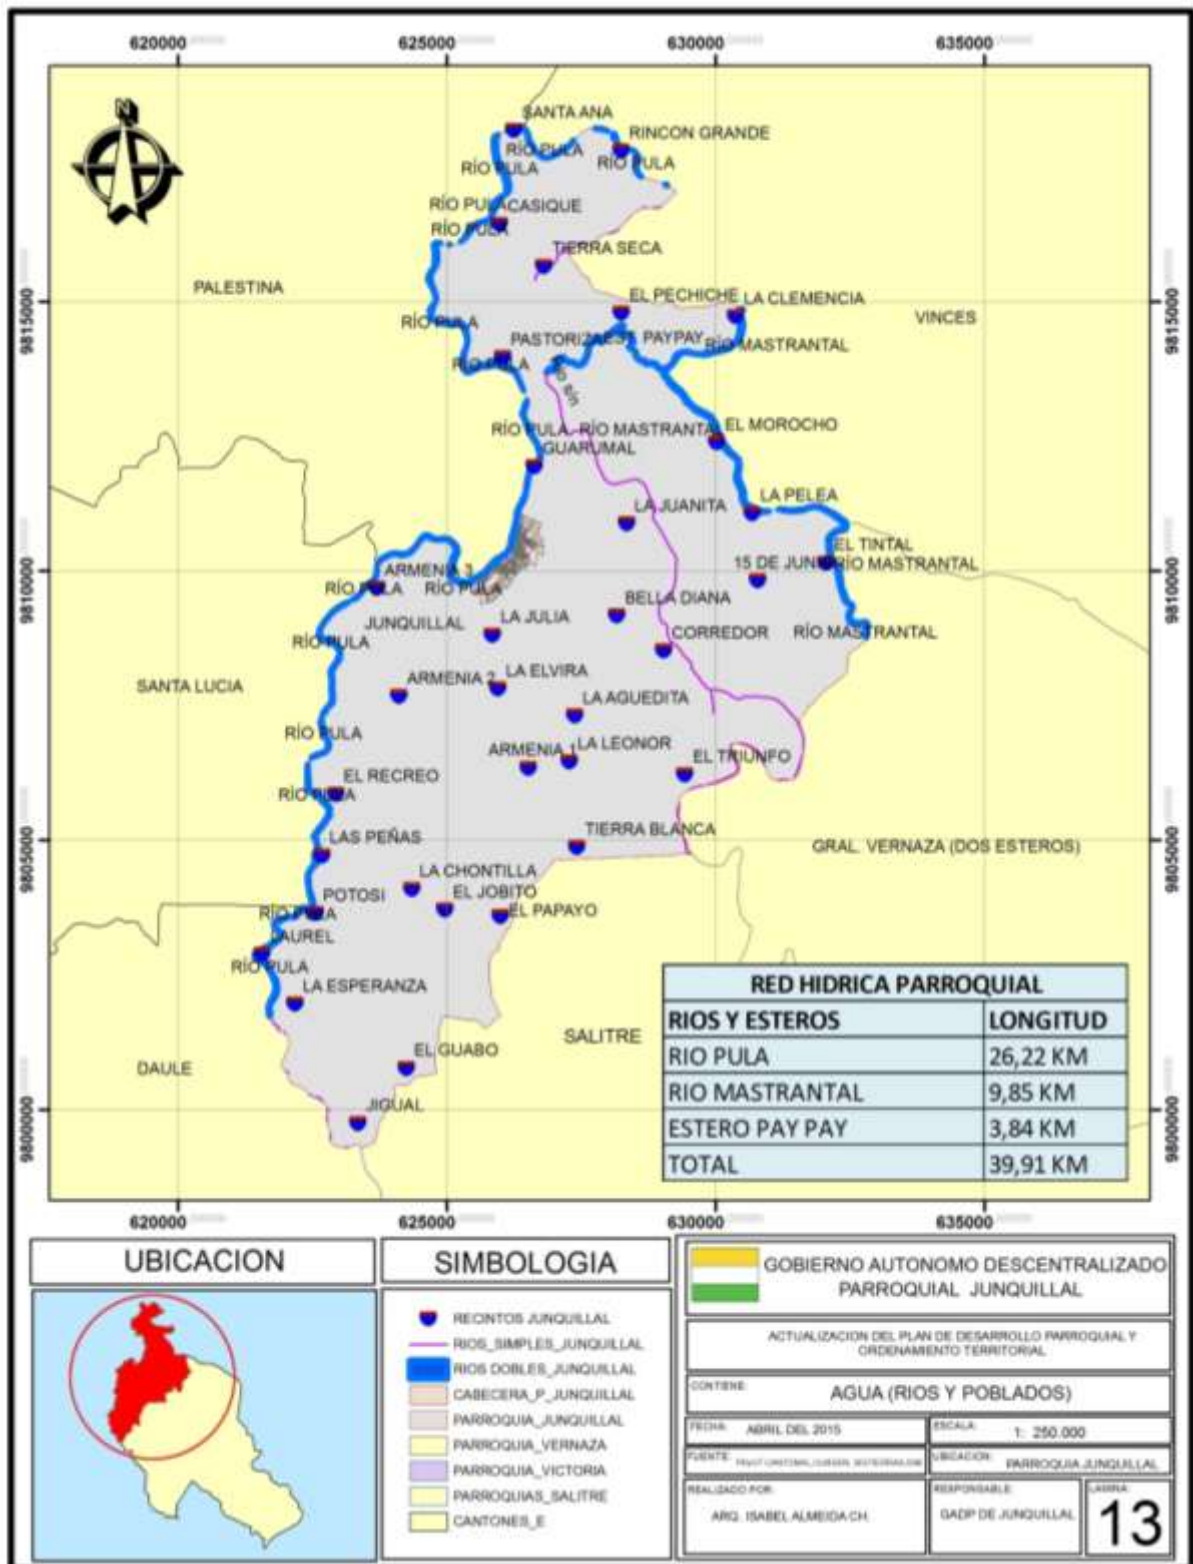 620000 625000 630000 635000
N
SANTA ANA
RÍO PULA
RINCON GRANDE
RÍO PULA
RÍO PULA
RÍO PULA CASIQUE
RÍO PULA
TIERRA SECA
PALESTINA
EL PECHICHE
LA CLEMENCIA
9815000
9815000
VINCES
RÍO PULA
PASTORIZA
EST. PAYPAY
RÍO MASTRANTAL
RÍO PULA
Río s/n
EL MOROCHO
RÍO PULA
RÍO MASTRANTAL
GUARUMAL
LA PELEA
LA JUANITA
EL TINTAL
15 DE JUNIO
RÍO MASTRANTAL
9810000
9810000
ARMENIA 3
RÍO PULA
RÍO PULA
BELLA DIANA
JUNQUILLAL
LA JULIA
CORREDOR
RÍO MASTRANTAL
RÍO PULA
SANTA LUCIA
ARMENIA 2
LA ELVIRA
LA AGUEDITA
RÍO PULA
ARMENIA 1
LA LEONOR
EL TRIUNFO
EL RECREO
RÍO PULA
LAS PEÑAS
TIERRA BLANCA
GRAL. VERNAZA (DOS ESTEROS)
9805000
9805000
LA CHONTILLA
POTOSI
EL JOBITO
RÍO PULA
EL PAPAYO
LAUREL
RÍO PULA
LA ESPERANZA
SALITRE
EL GUABO
DAULE
JIGUAL
9800000
9800000
RED HIDRICA PARROQUIAL
RIOS Y ESTEROS LONGITUD
RIO PULA 26,22 KM
RIO MASTRANTAL 9,85 KM
ESTERO PAY PAY 3,84 KM
TOTAL 39,91 KM
620000 625000 630000 635000
UBICACION
SIMBOLOGIA
RECINTOS JUNQUILLAL
RIOS_SIMPLES_JUNQUILLAL
RIOS DOBLES_JUNQUILLAL
CABECERA_P_JUNQUILLAL
PARROQUIA_JUNQUILLAL
PARROQUIA_VERNAZA
PARROQUIA_VICTORIA
PARROQUIAS_SALITRE
CANTONES_E
GOBIERNO AUTONOMO DESCENTRALIZADO
PARROQUIAL JUNQUILLAL
ACTUALIZACION DEL PLAN DE DESARROLLO PARROQUIAL Y
ORDENAMIENTO TERRITORIAL
CONTIENE: AGUA (RIOS Y POBLADOS)
FECHA: ABRIL DEL 2015
ESCALA: 1: 250.000
FUENTE:
UBICACIÓN: PARROQUIA JUNQUILLAL
REALIZADO POR:
ARQ. ISABEL ALMEIDA CH.
RESPONSABLE:
GADP DE JUNQUILLAL
LAMINA:
13